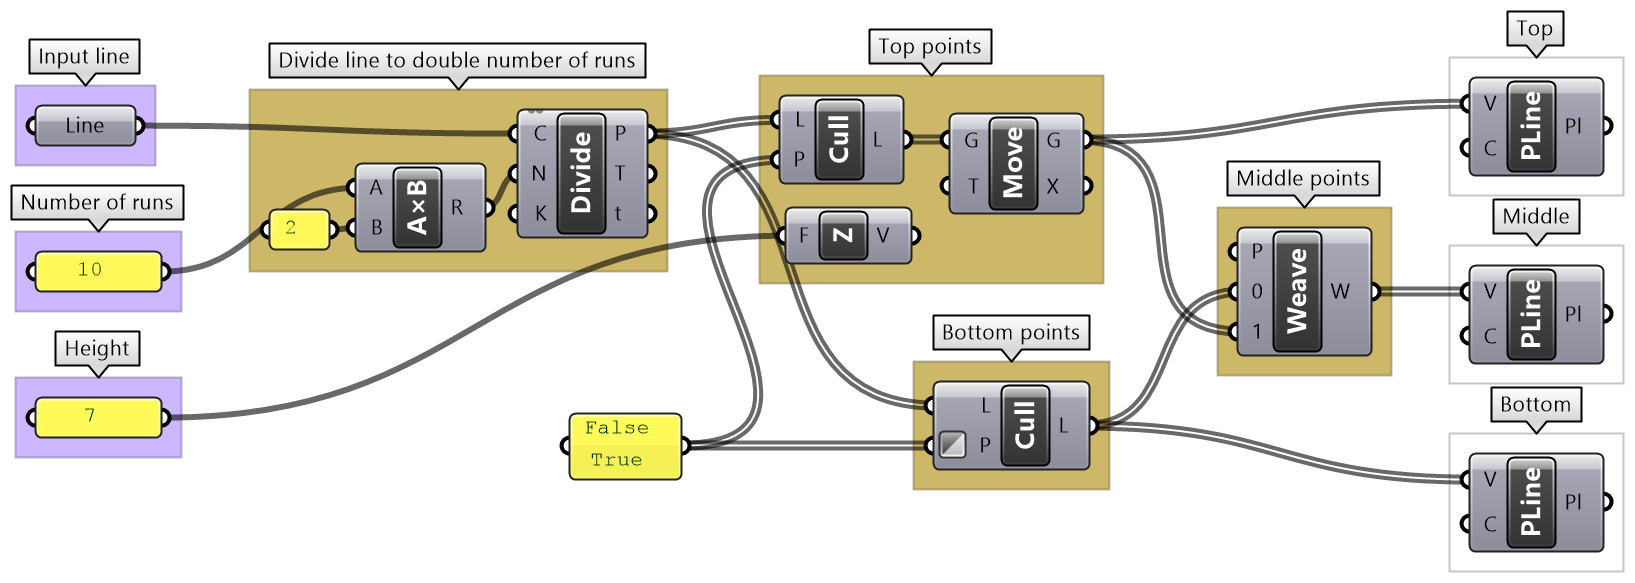 Input line
Line
Number of runs
10
Height
7
Divide line to double number of runs
2
A
B
A×B
R
C
N
K
Divide
P
T
t
Top points
L
P
Cull
L
G
T
Move
G
X
F
Z
V
False
True
Bottom points
L
P
Cull
L
Middle points
P
0
1
Weave
W
Top
V
C
PLine
Pl
Middle
V
C
PLine
Pl
Bottom
V
C
PLine
Pl